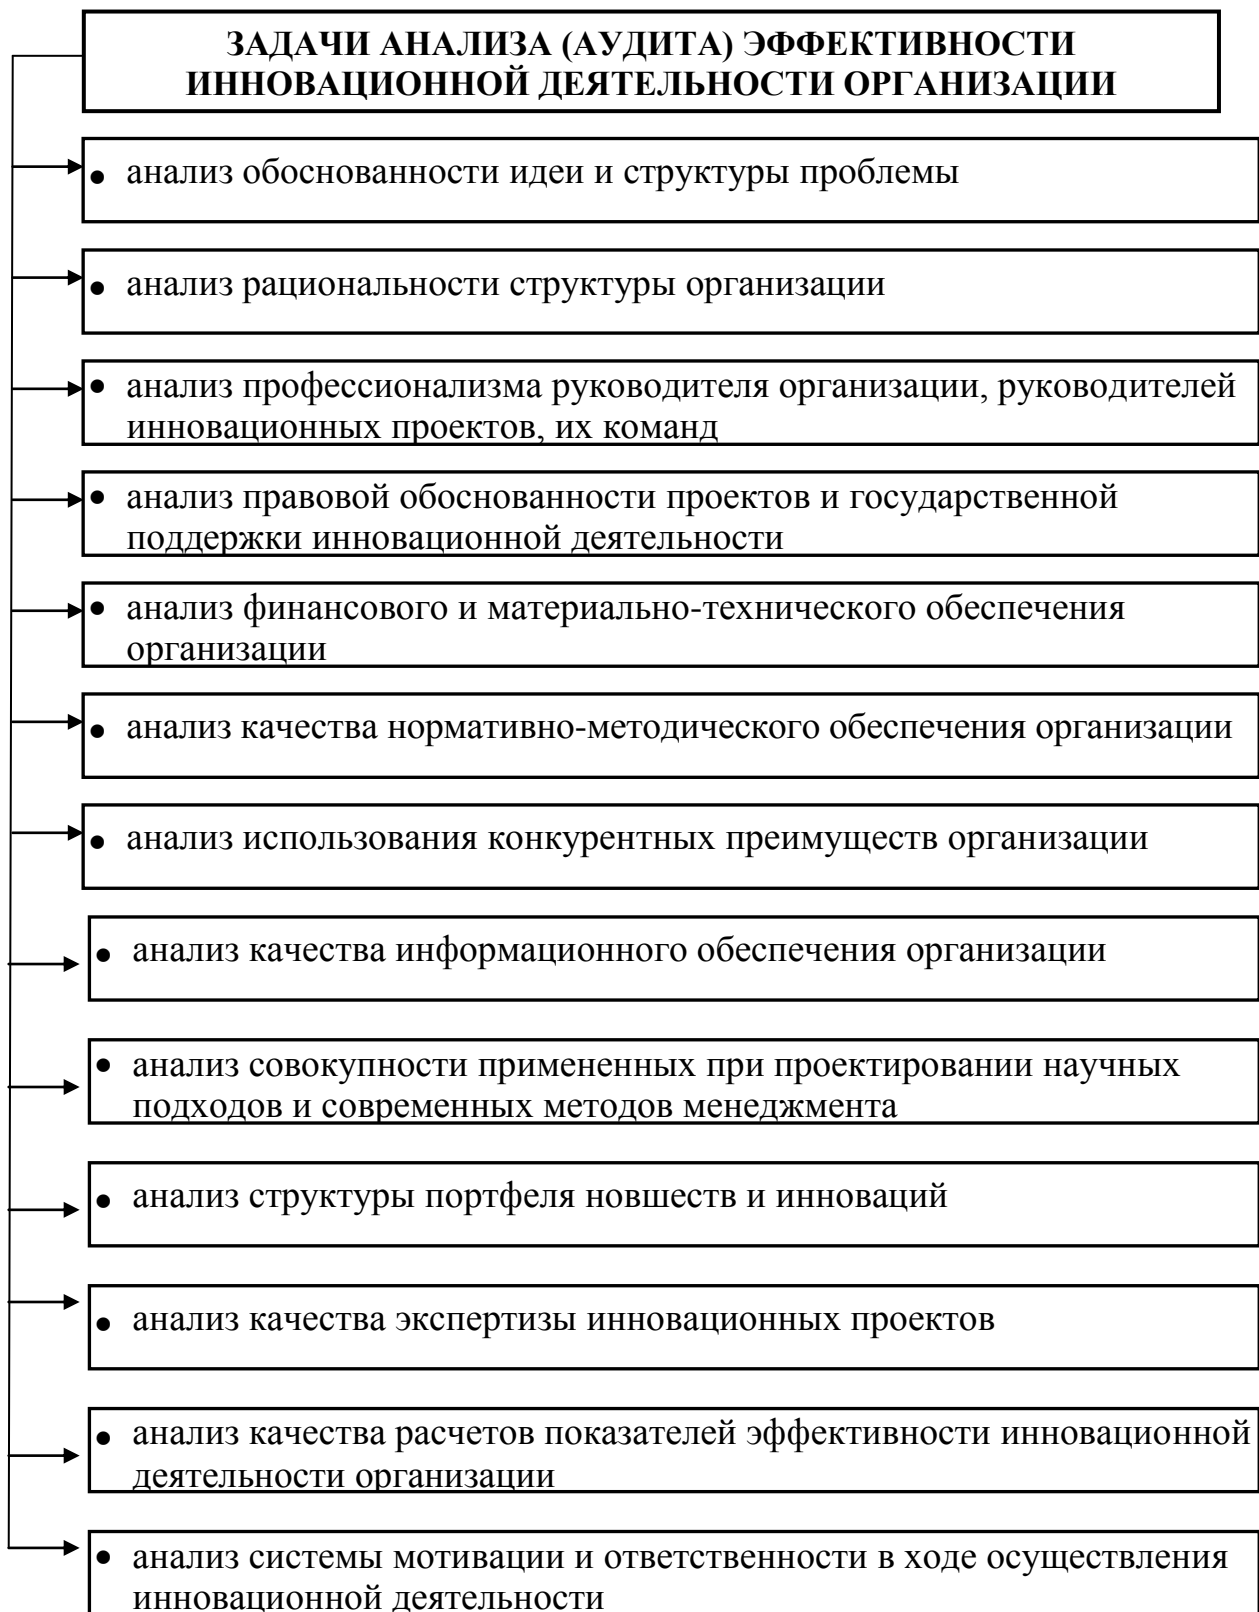 ЗАДАЧИ АНАЛИЗА (АУДИТА) ЭФФЕКТИВНОСТИ
ИННОВАЦИОННОЙ ДЕЯТЕЛЬНОСТИ ОРГАНИЗАЦИИ
• анализ обоснованности идеи и структуры проблемы
• анализ рациональности структуры организации
• анализ профессионализма руководителя организации, руководителей
инновационных проектов, их команд
• анализ правовой обоснованности проектов и государственной
поддержки инновационной деятельности
• анализ финансового и материально-технического обеспечения
организации
• анализ качества нормативно-методического обеспечения организации
• анализ использования конкурентных преимуществ организации
• анализ качества информационного обеспечения организации
• анализ совокупности примененных при проектировании научных
подходов и современных методов менеджмента
• анализ структуры портфеля новшеств и инноваций
• анализ качества экспертизы инновационных проектов
• анализ качества расчетов показателей эффективности инновационной
деятельности организации
• анализ системы мотивации и ответственности в ходе осуществления
инновационной деятельности